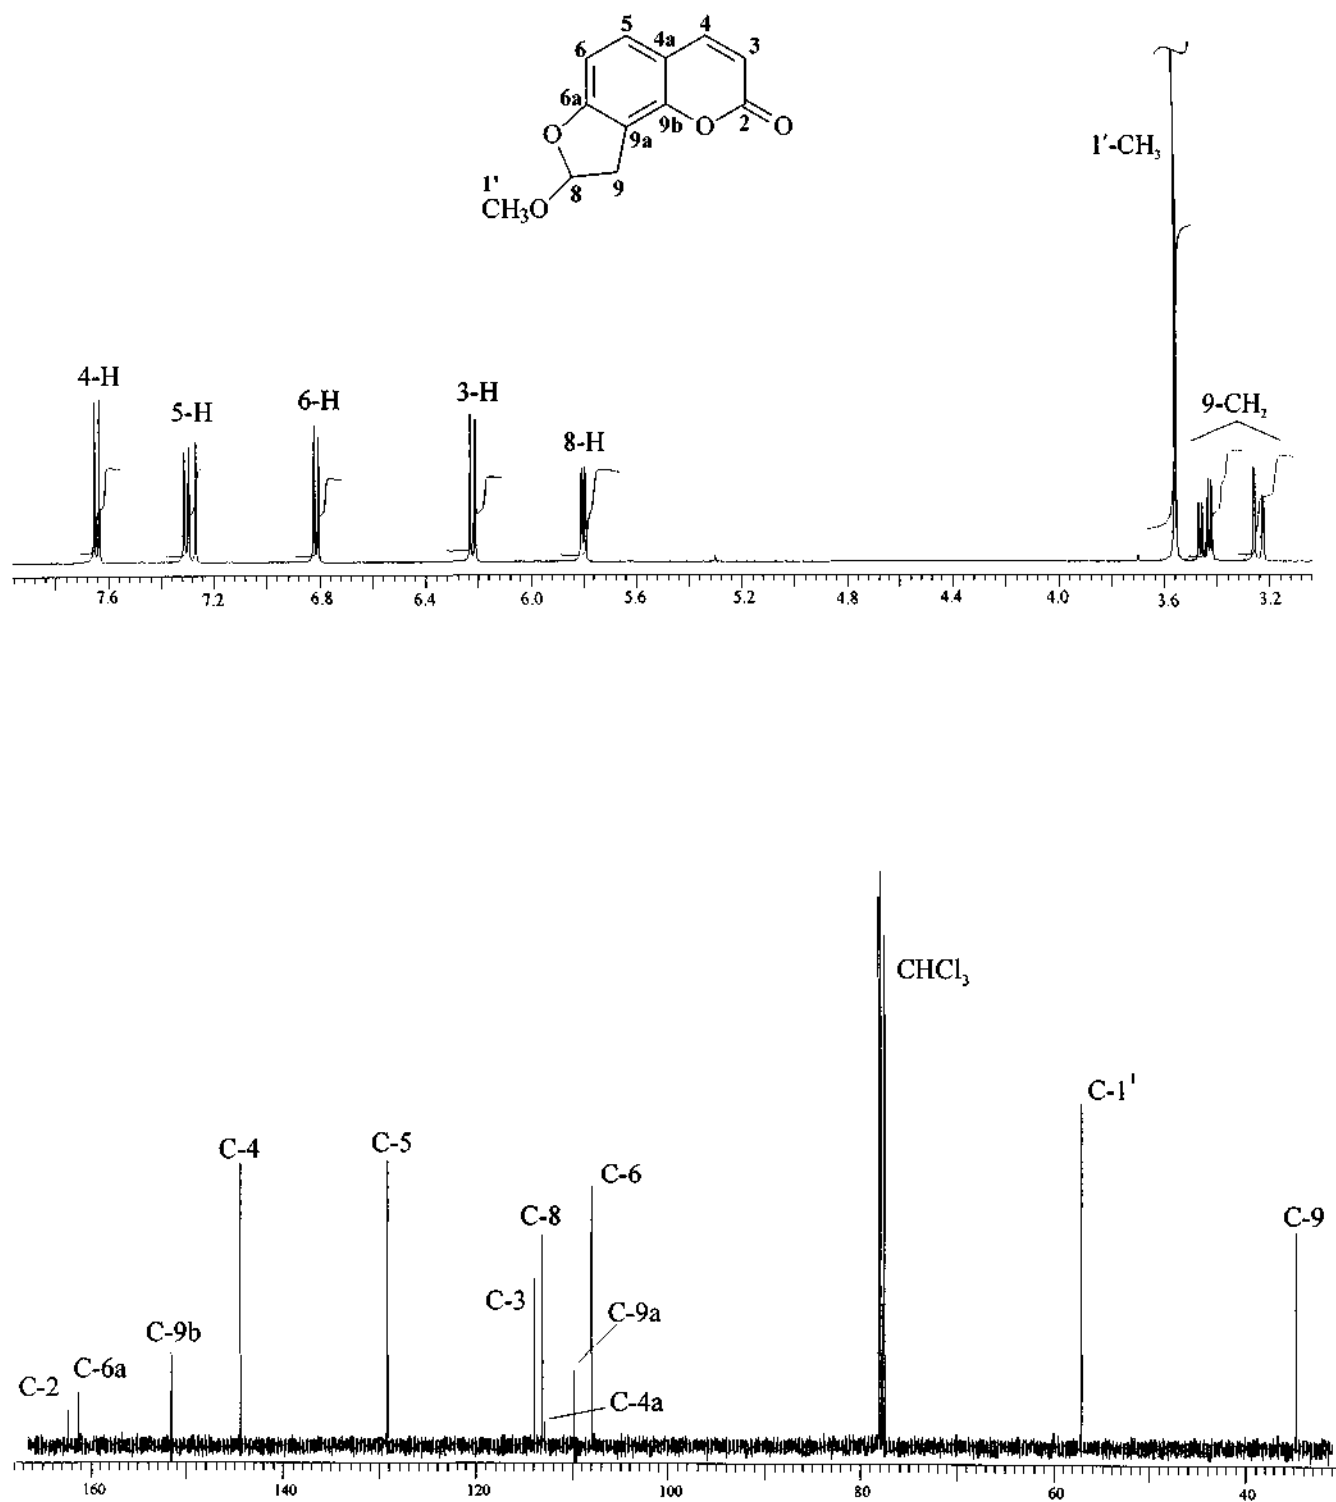 5
4
4a
3
6
6a
O
9b
O
2
O
9a
1'
8
9
CH₃O
1'-CH₃
4-H
5-H
6-H
3-H
8-H
9-CH₂
7.6 7.2 6.8 6.4 6.0 5.6 5.2 4.8 4.4 4.0 3.6 3.2
CHCl₃
C-1'
C-4
C-5
C-6
C-8
C-9
C-3
C-9a
C-9b
C-6a
C-2
C-4a
160 140 120 100 80 60 40